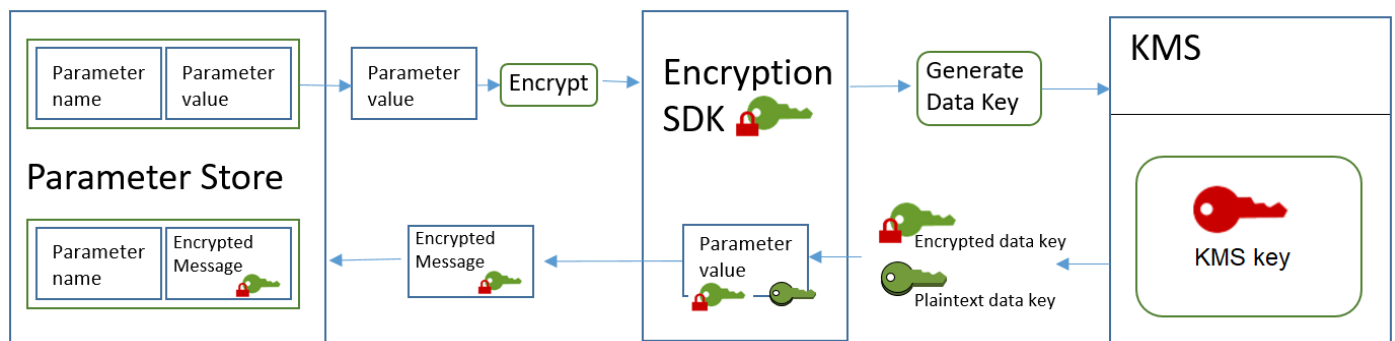 Parameter
name
Parameter
value
Parameter
value
Encrypt
Encryption
SDK
Generate
Data Key
KMS
Parameter Store
Parameter
name
Encrypted
Message
Encrypted
Message
Parameter
value
Encrypted data key
Plaintext data key
KMS key